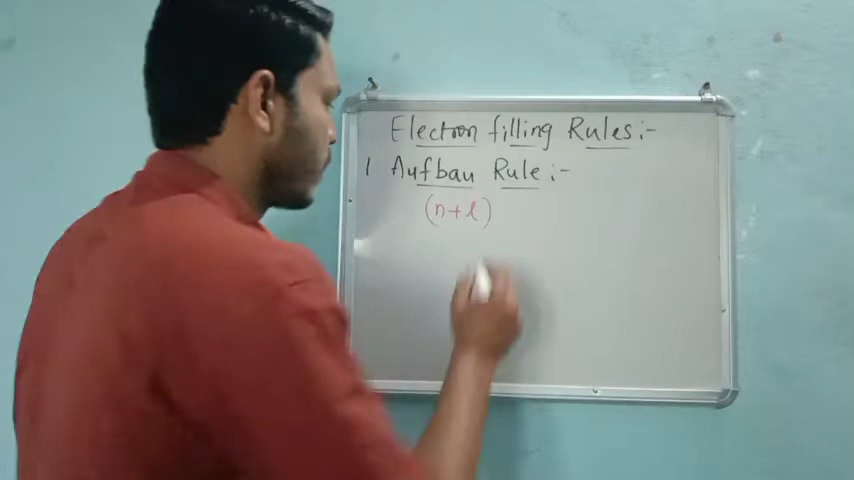 Electron filling Rules :-
1 Aufbau Rule :-
(n+l)